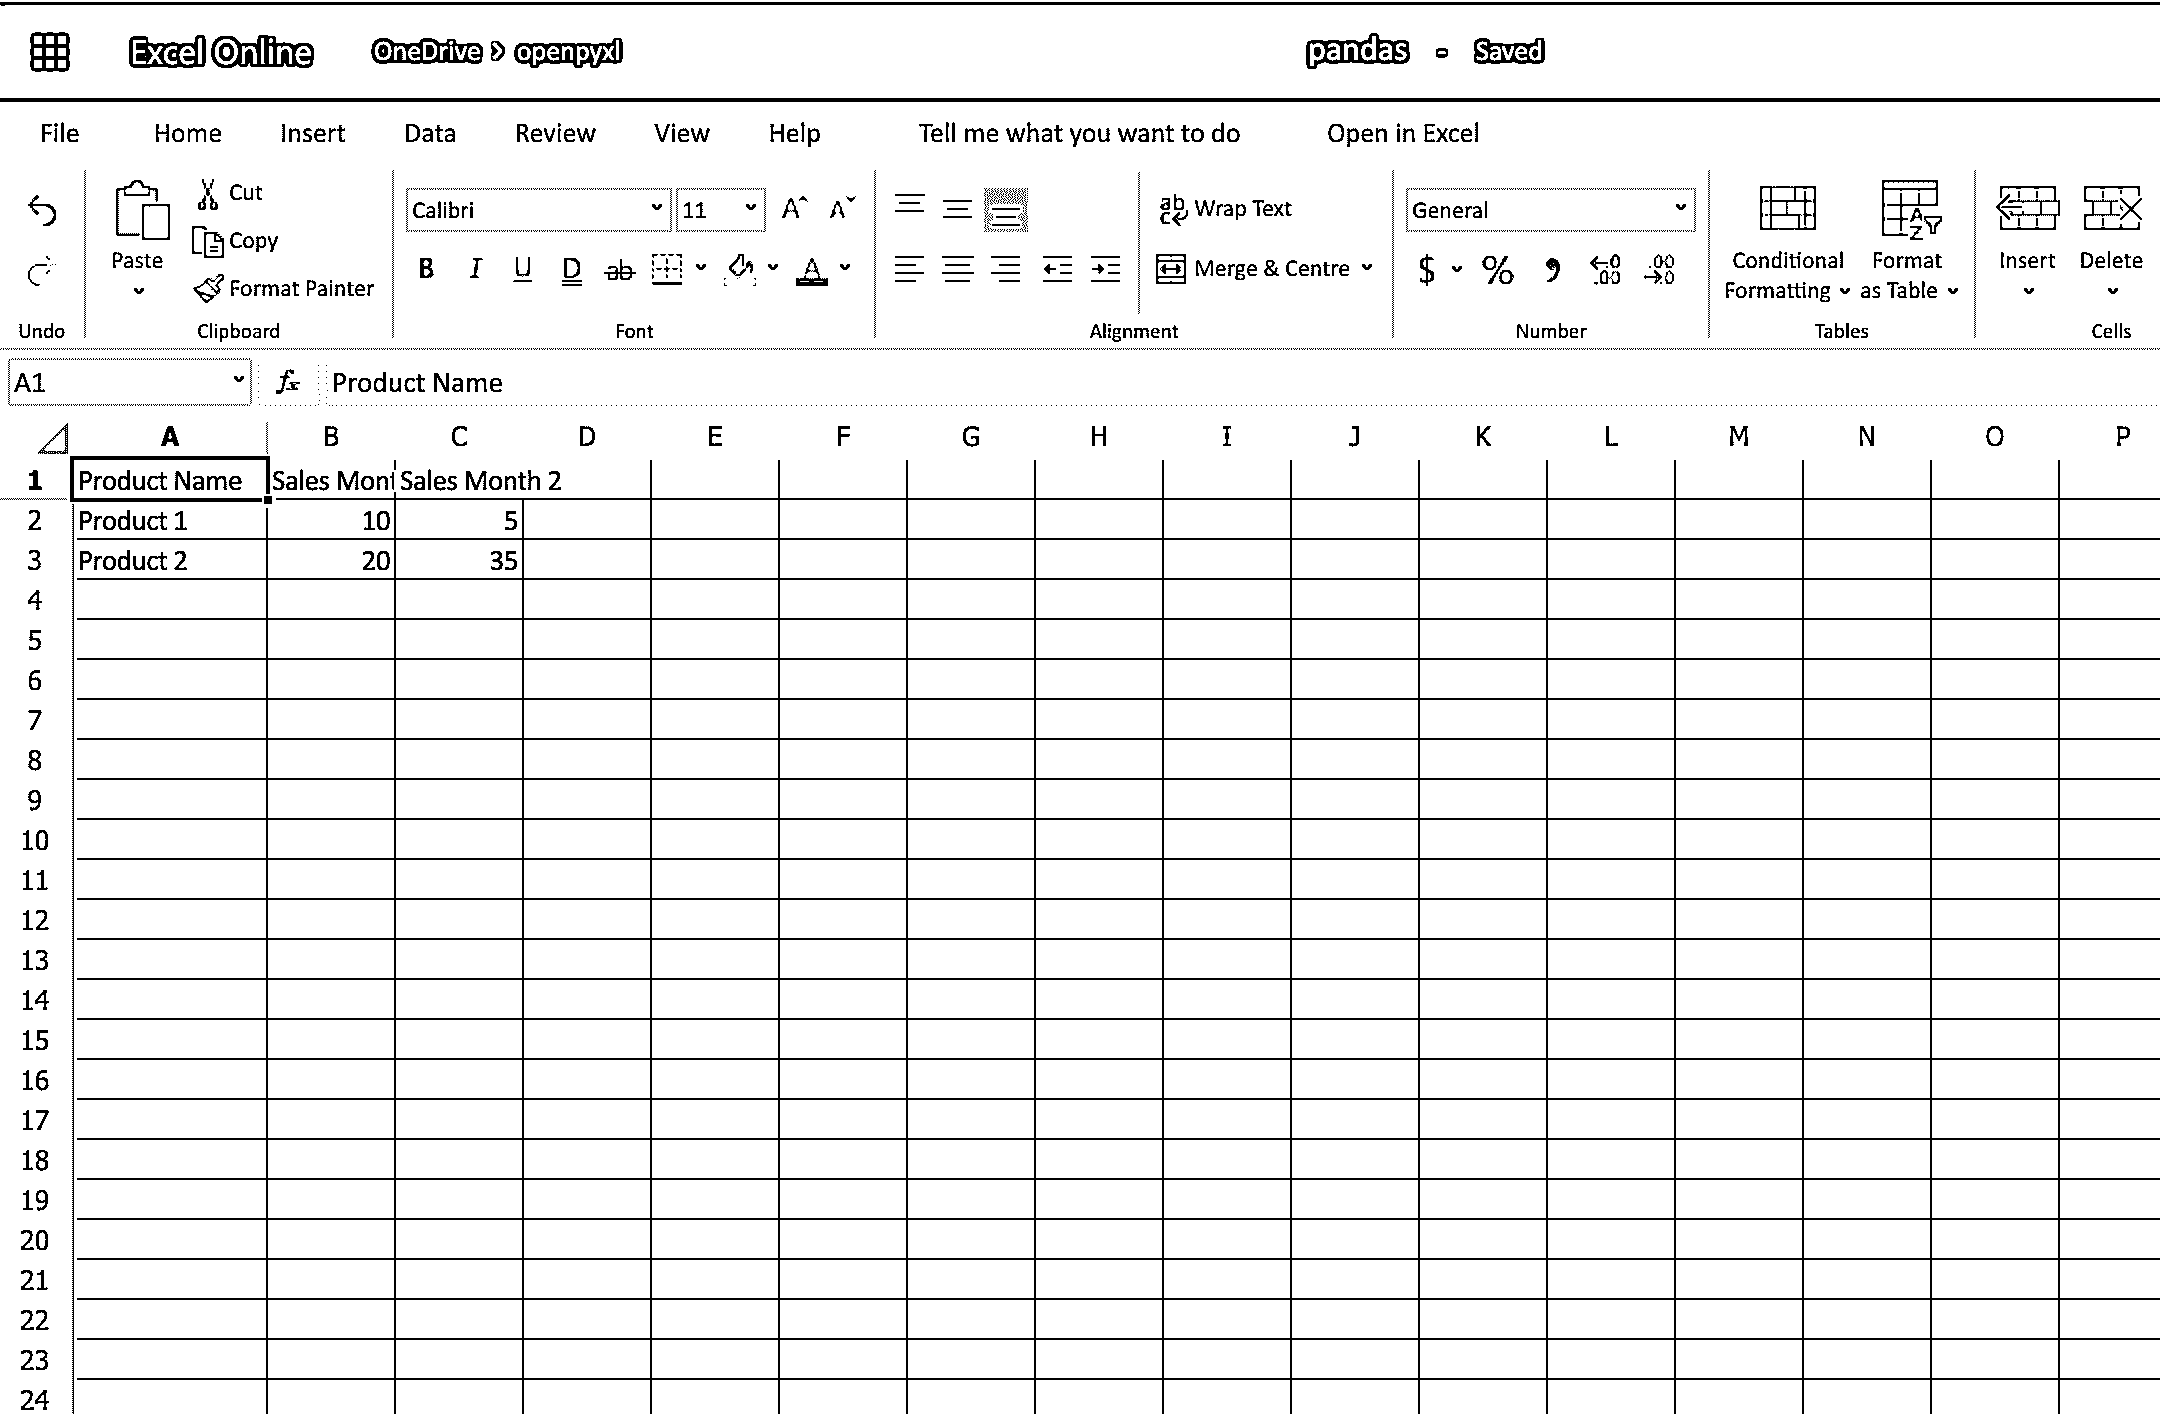 Excel Online OneDrive > openpyxl pandas - Saved
File Home Insert Data Review View Help Tell me what you want to do Open in Excel
Cut
Copy
Format Painter
Paste
Undo
Clipboard
Calibri 11
B I U D ab
Font
ab c Wrap Text
Merge & Centre
Alignment
General
$ % , .00 .00
Number
Conditional Formatting
Format as Table
Tables
Insert
Delete
Cells
A1 fx Product Name
A B C D E F G H I J K L M N O P
1 Product Name Sales Mont Sales Month 2
2 Product 1 10 5
3 Product 2 20 35
4
5
6
7
8
9
10
11
12
13
14
15
16
17
18
19
20
21
22
23
24